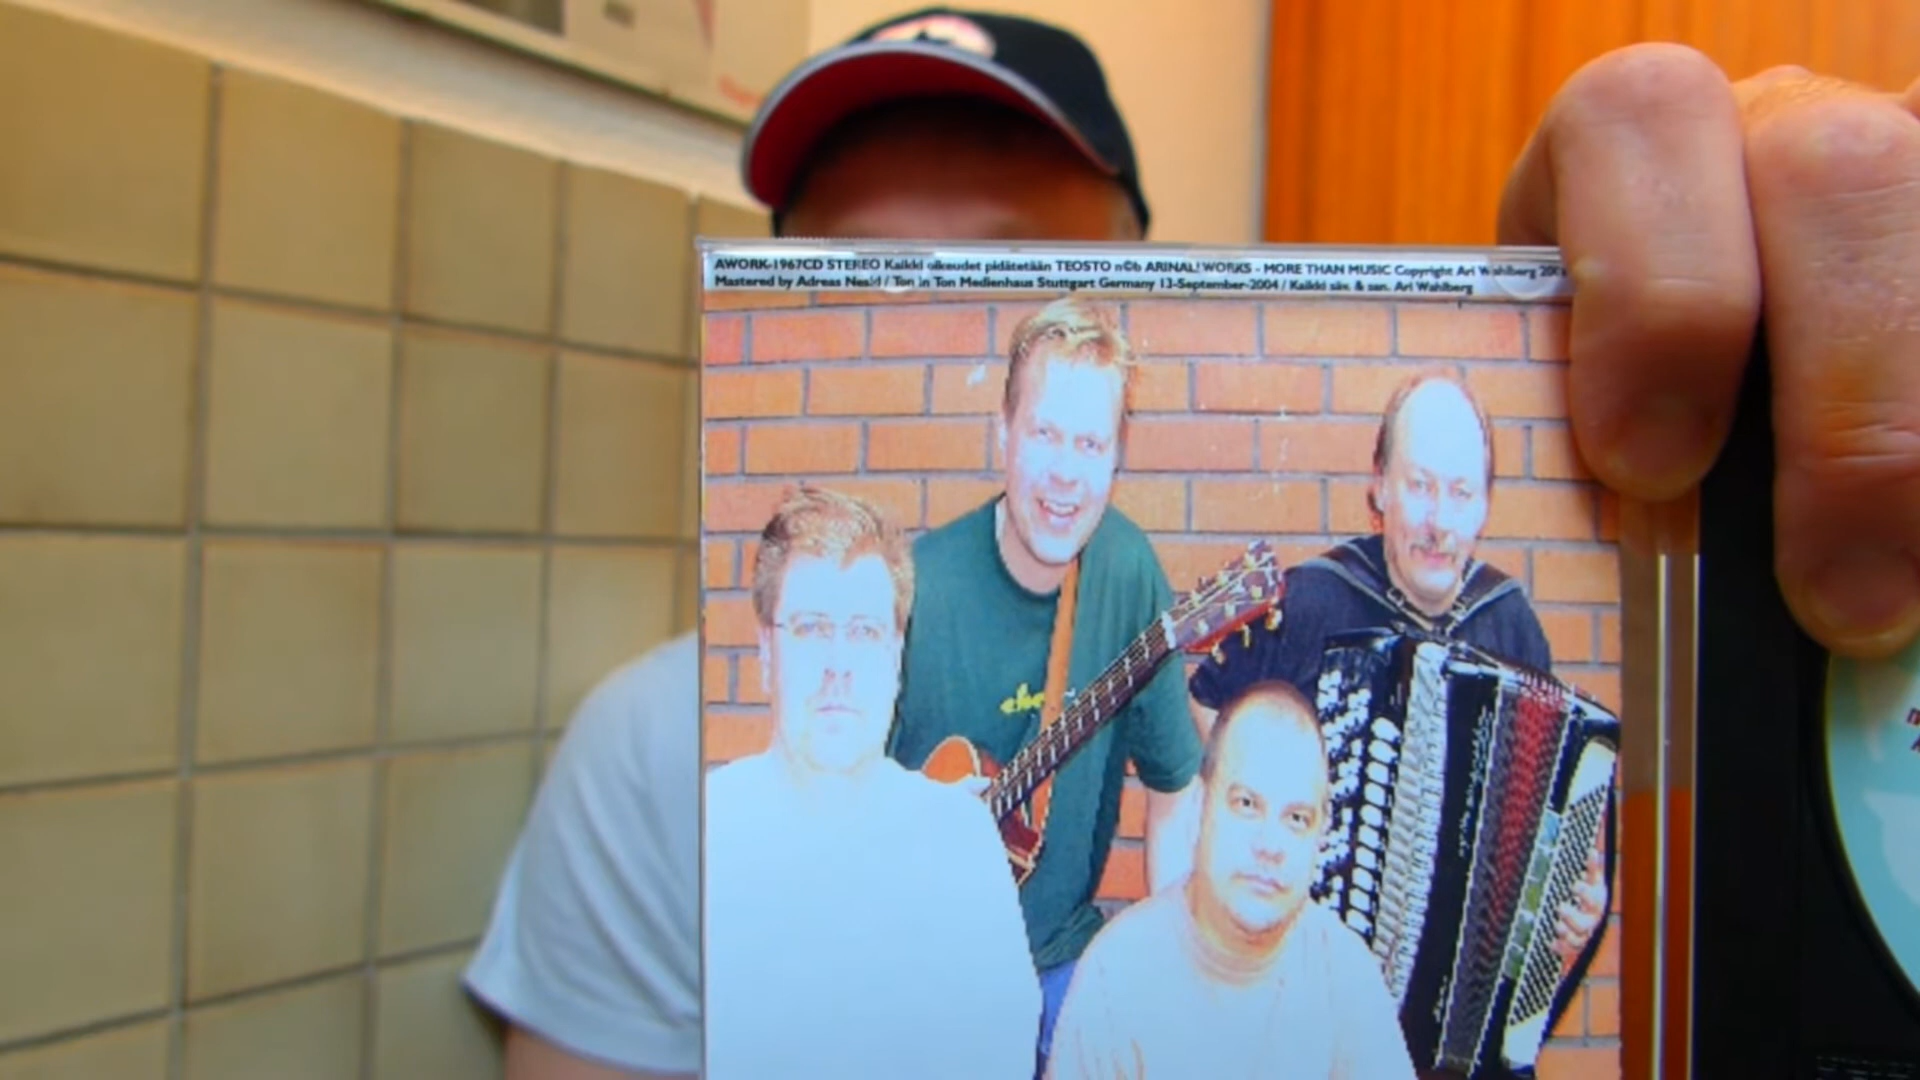 AWORK-1967CD STEREO Kaikki oikeudet pidätetään TEOSTO n©b ARINAL! WORKS - MORE THAN MUSIC Copyright Ari Wahlberg
Mastered by Adreas Neald / Ton in Ton Medienhaus Stuttgart Germany 13-September-2004 / Kaikki säv. & san. Ari Wahlberg